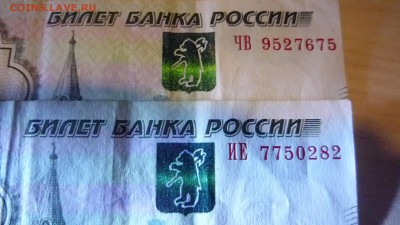 COINS.LAVE.RU
БИЛЕТ БАНКА РОССИИ
ЧВ 9527675
БИЛЕТ БАНКА РОССИИ
ИЕ 7750282